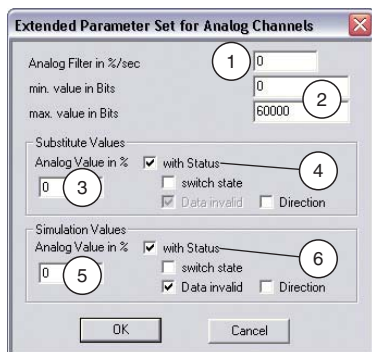 Extended Parameter Set for Analog Channels
Analog Filter in %/sec 1 0
min. value in Bits 0
max. value in Bits 60000 2
Substitute Values
Analog Value in % with Status 4
0 3 switch state
Data invalid Direction
Simulation Values
Analog Value in % with Status 6
0 5 switch state
Data invalid Direction
OK Cancel